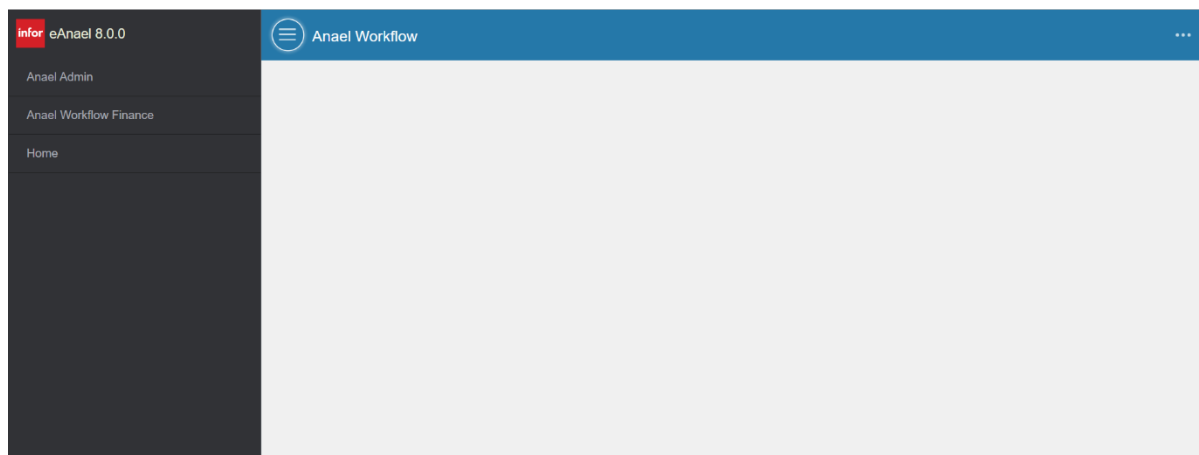 infor eAnael 8.0.0
Anael Admin
Anael Workflow Finance
Home
Anael Workflow